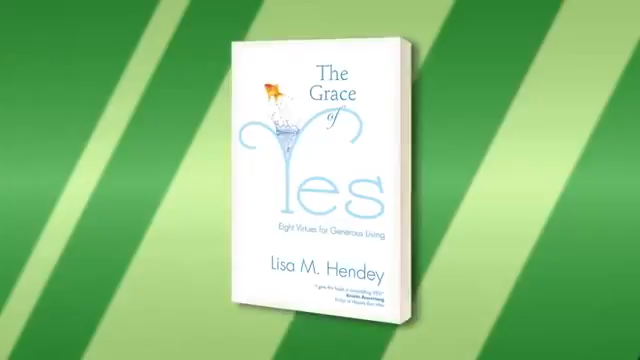 The
Grace
of
Yes
Eight Virtues for Generous Living
Lisa M. Hendey